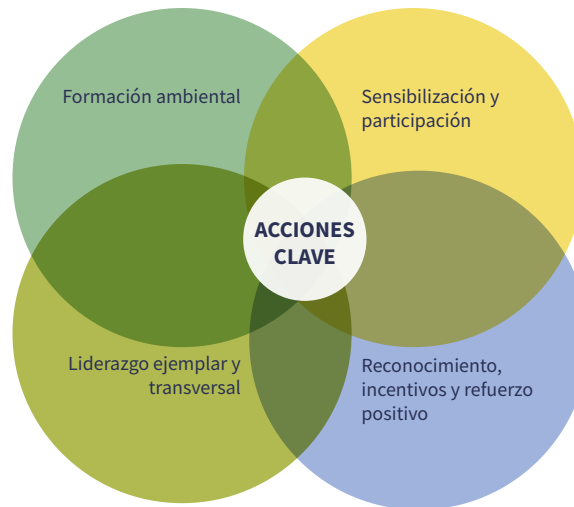 Formación ambiental
Sensibilización y
participación
ACCIONES
CLAVE
Liderazgo ejemplar y
transversal
Reconocimiento,
incentivos y refuerzo
positivo